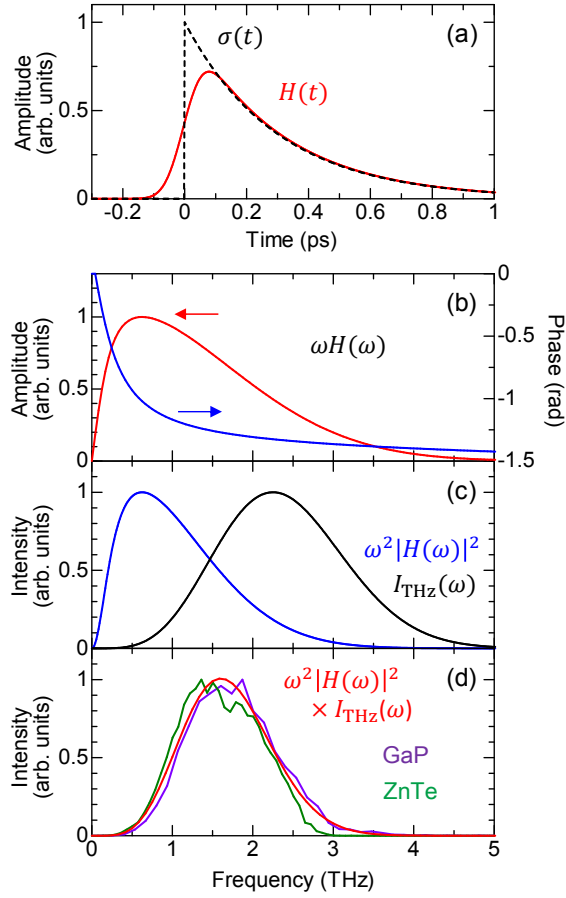 (a)
σ(t)
H(t)
Amplitude
(arb. units)
1
0.5
0
-0.2 0 0.2 0.4 0.6 0.8 1
Time (ps)
(b)
ωH(ω)
Amplitude
(arb. units)
1
0.5
0
0
-0.5
-1
-1.5
Phase (rad)
(c)
ω²|H(ω)|²
I_THz(ω)
Intensity
(arb. units)
1
0.5
0
(d)
ω²|H(ω)|²
× I_THz(ω)
GaP
ZnTe
Intensity
(arb. units)
1
0.5
0
0 1 2 3 4 5
Frequency (THz)